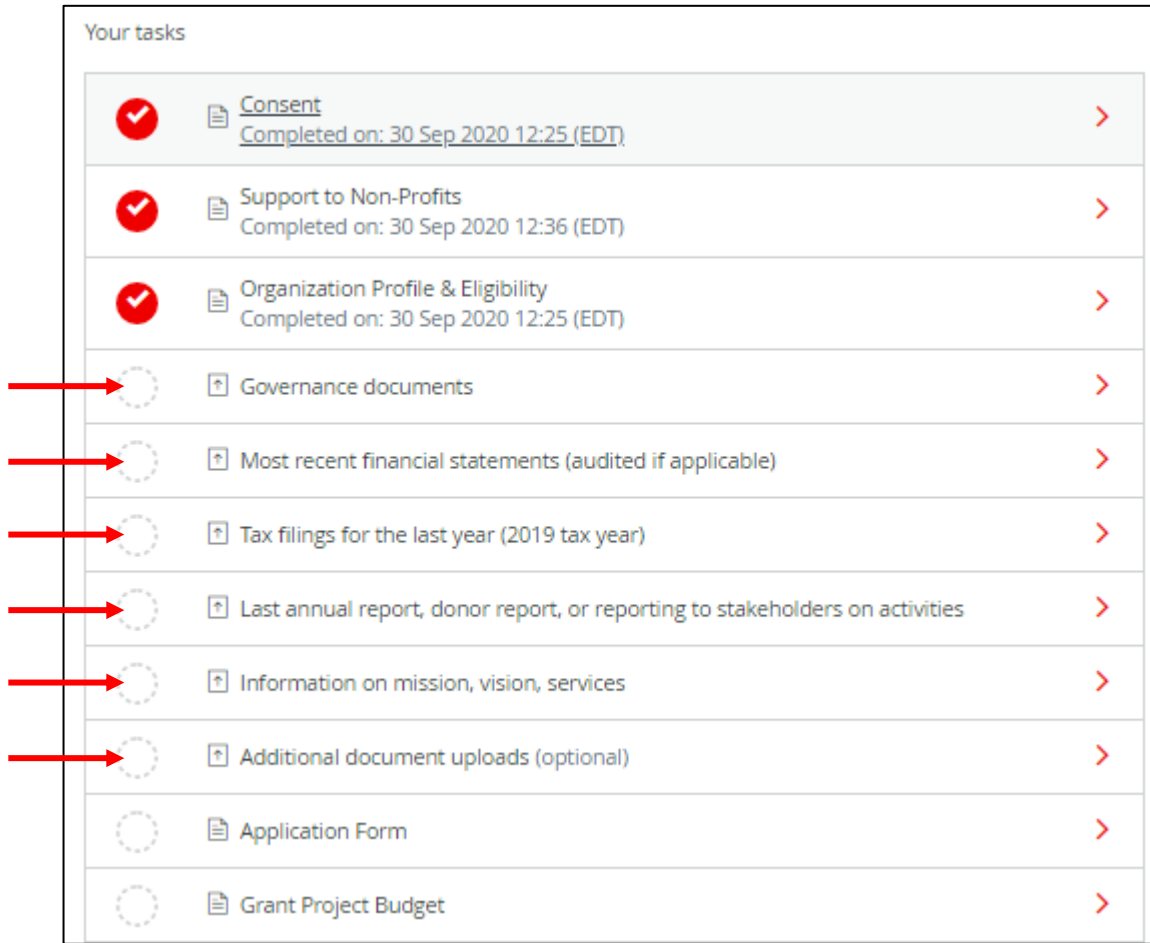 Your tasks
Consent
Completed on: 30 Sep 2020 12:25 (EDT)
Support to Non-Profits
Completed on: 30 Sep 2020 12:36 (EDT)
Organization Profile & Eligibility
Completed on: 30 Sep 2020 12:25 (EDT)
Governance documents
Most recent financial statements (audited if applicable)
Tax filings for the last year (2019 tax year)
Last annual report, donor report, or reporting to stakeholders on activities
Information on mission, vision, services
Additional document uploads (optional)
Application Form
Grant Project Budget